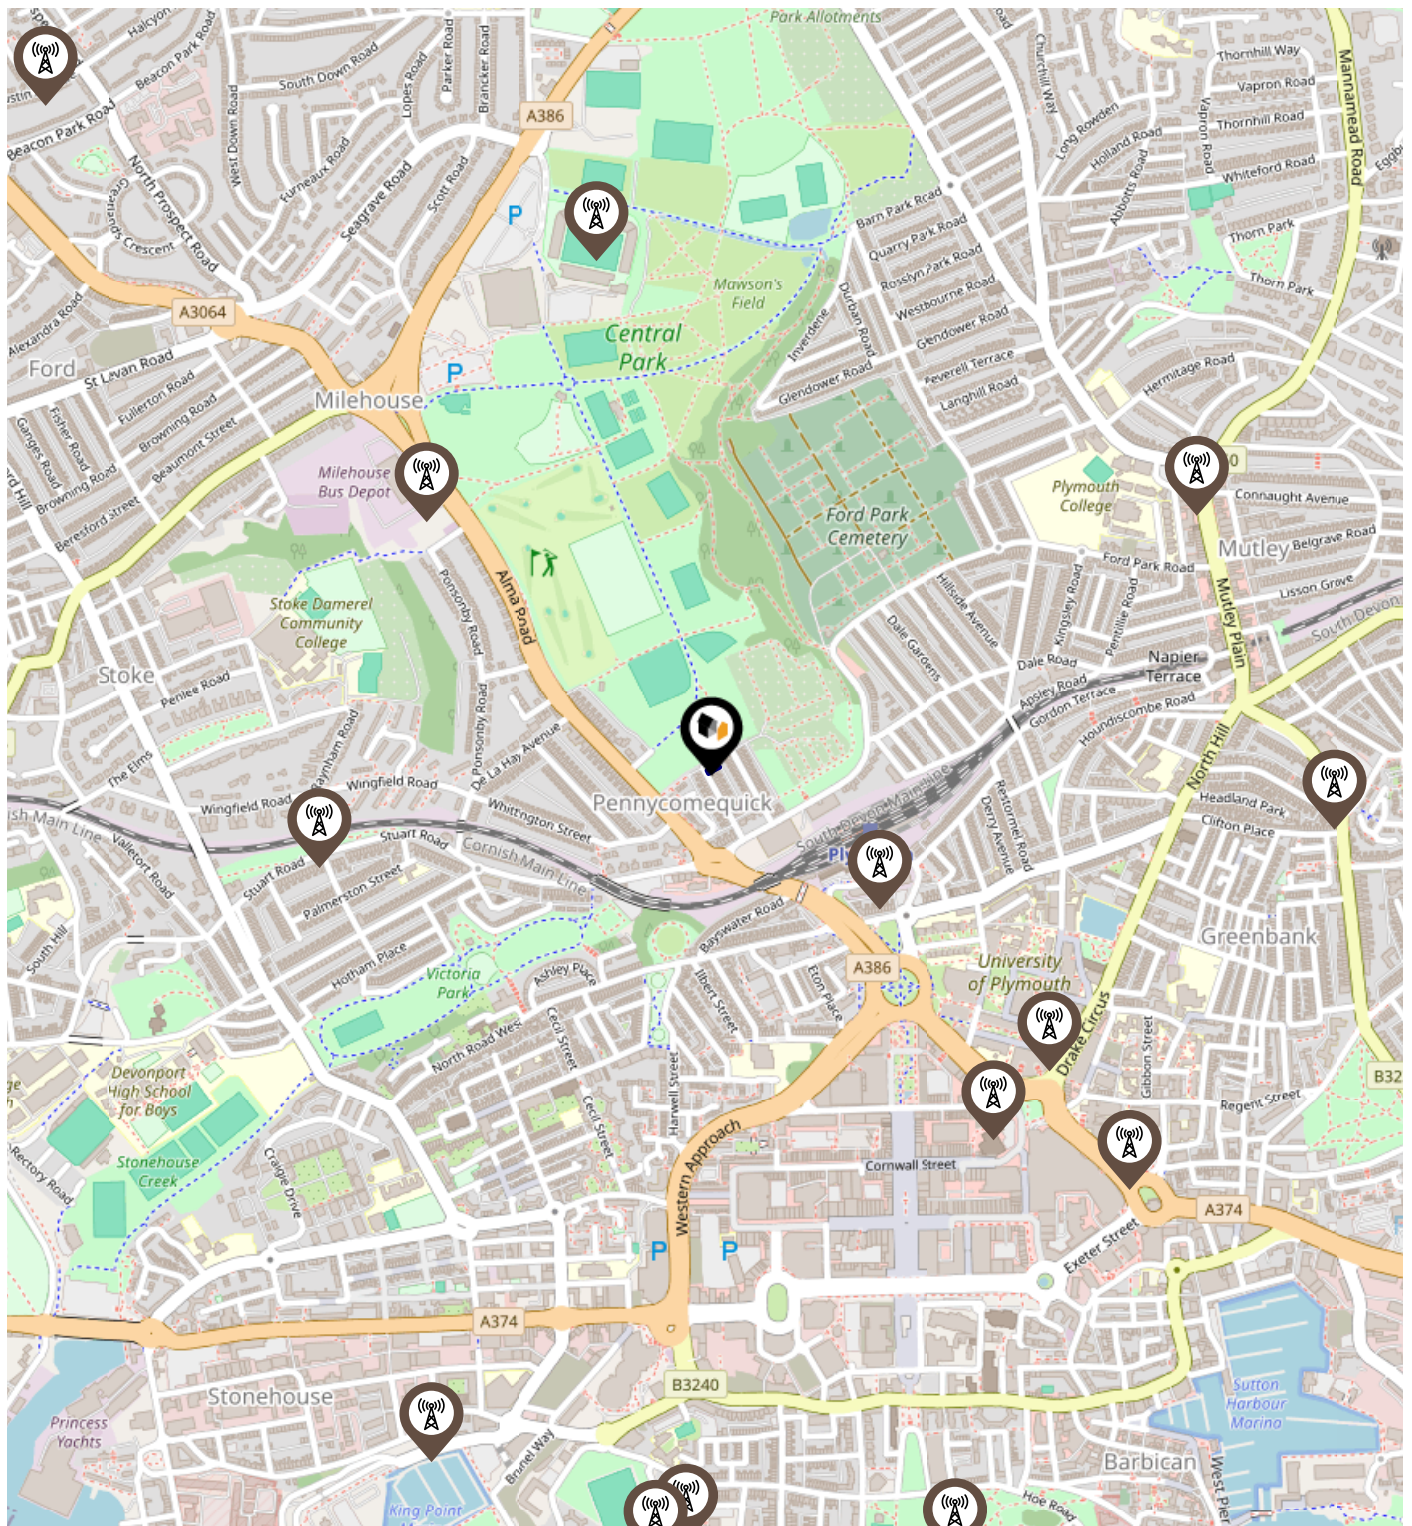 Park Allotments
Halcyon
Beacon Park Road
South Down Road
Lopes Road
Parker Road
Brancker Road
A386
Churchill Way
Thornhill Way
Vapron Road
Mannamead Road
Long Rowden
Holland Road
Vapron Road
Thornhill Road
Whiteford Road
Abbotts Road
Beacon Park Road
West Down Road
Furneaux Road
Seagrave Road
Scott Road
North Prospect Road
Greenlands Crescent
P
Barn Park Road
Quarry Park Road
Rosslyn Park Road
Westbourne Road
Glendower Road
Thorn Park
Thorn Park
Mawson's
Field
Durban Road
Inverdene
A3064
Alexandra Road
Ford
St Levan Road
Central
Park
Peverell Terrace
Langhill Road
Glendower Road
Hermitage Road
P
Milehouse
Fullerton Road
Browning Road
Beaumont Street
Fisher Road
Ganges Road
Browning Road
Beresford Street
Milehouse
Bus Depot
Plymouth
College
Connaught Avenue
Belgrave Road
Mutley
Ford Park
Cemetery
Ford Park Road
Lisson Grove
South Devon
Alma Road
Ponsonby Road
Stoke Damerel
Community
College
Hillside Avenue
Kingsley Road
Pentillie Road
Mutley Plain
Dale Gardens
Dale Road
Napier
Terrace
Stoke
Penlee Road
Apsley Road
Gordon Terrace
Houndiscombe Road
Ponsonby Road
De La Hay Avenue
North Hill
The Elms
Wingfield Road
Wingfield Road
Pennycomequick
Whittington Street
South Devon Main Line
Restormel Road
Derry Avenue
Headland Park
Clifton Place
Main Line
Valletort Road
Stuart Road
Stuart Road
Cornish Main Line
Palmerston Street
South Hill
Bayswater Road
Greenbank
Hotham Place
Victoria
Park
Ashley Place
Ilbert Street
Eton Place
A386
University
of Plymouth
North Road West
Cecil Street
Drake Circus
Gibbon Street
Devonport
High School
for Boys
Harwell Street
Cecil Street
B32
Regent Street
Rectory Road
Stonehouse
Creek
Craigie Drive
Western Approach
Cornwall Street
A374
Exeter Street
P
P
A374
B3240
Stonehouse
Princess
Yachts
Sutton
Harbour
Marina
Brunel Way
King Point
Barbican
West Pier
Hoe Road